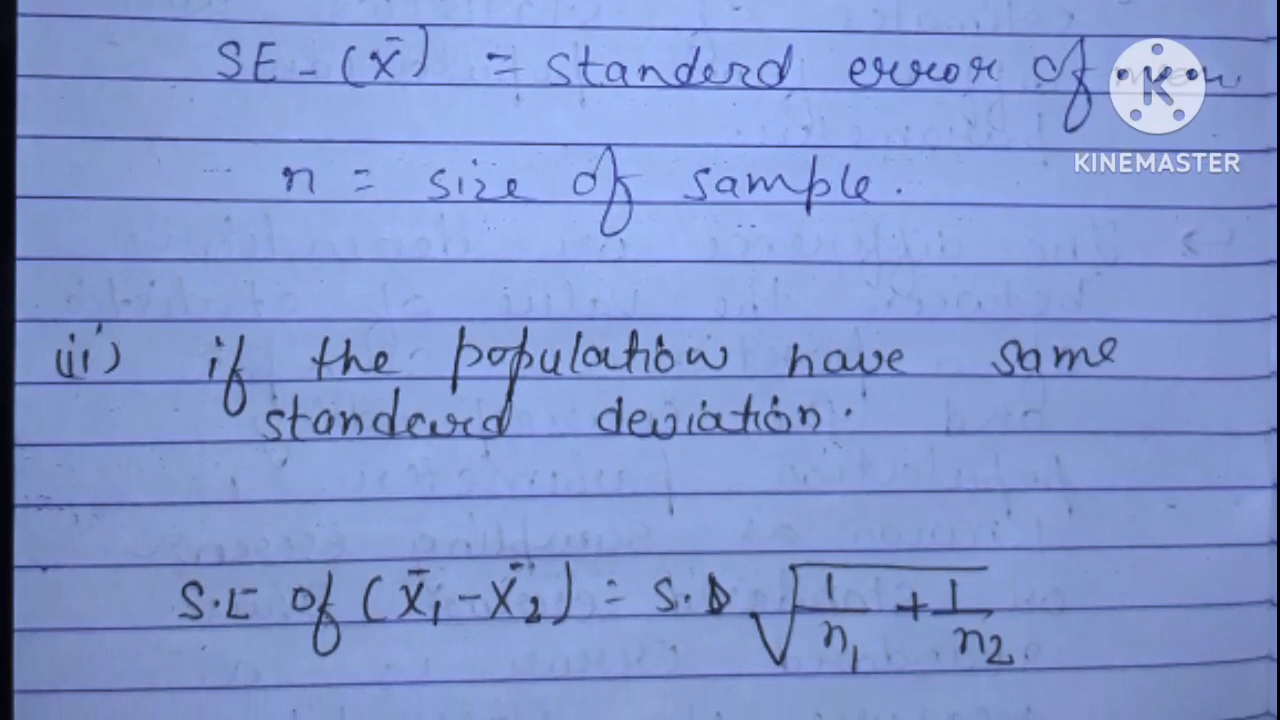 SE - (x̄) = standerd error of
KINEMASTER
n = size of sample.
(ii) if the population have same
standard deviation.
S.E of (x̄₁ - x̄₂) = S.D √(1/n₁ + 1/n₂)